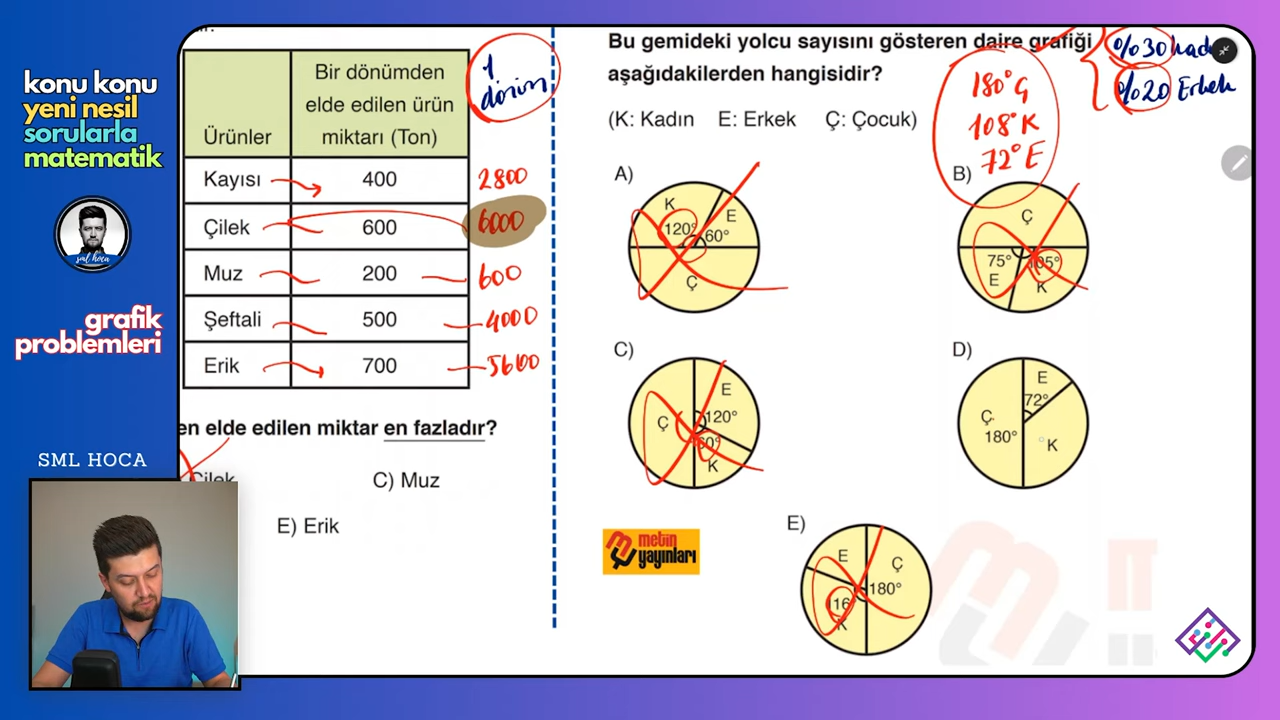 konu konu
yeni nesil
sorularla
matematik
sml hoca
grafik
problemleri
SML HOCA
Ürünler
Bir dönümden
elde edilen ürün
miktarı (Ton)
1
Kayısı 400 2800
Çilek 600 6000
Muz 200 600
Şeftali 500 4000
Erik 700 5600
en elde edilen miktar en fazladır?
Çilek C) Muz
E) Erik
Bu gemideki yolcu sayısını gösteren daire grafiği
aşağıdakilerden hangisidir?
(K: Kadın E: Erkek Ç: Çocuk)
%30
%20 Erkek
180° Ç
108° K
72° E
A)
K
120°
E
60°
Ç
B)
Ç
75°
E
105°
K
C)
Ç
E
120°
60°
K
D)
E
72°
Ç
180°
K
E)
E
Ç
180°
K
metin
yayınları